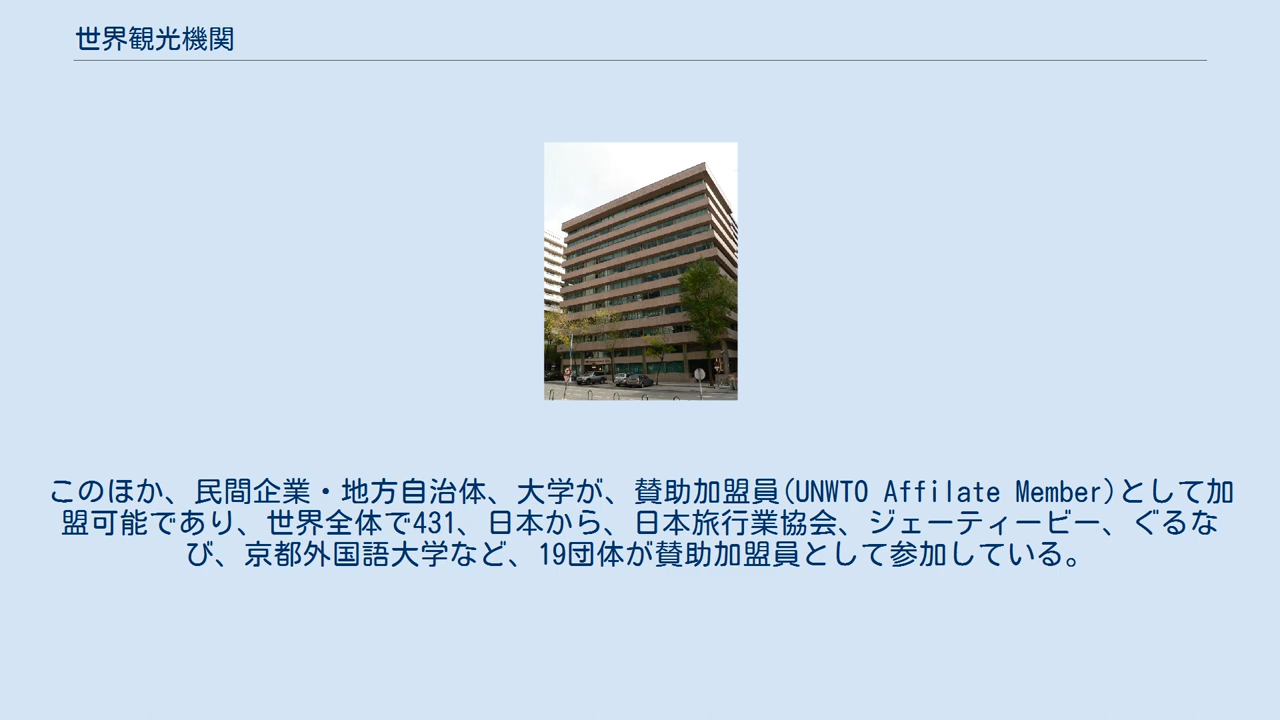 世界観光機関
このほか、民間企業・地方自治体、大学が、賛助加盟員(UNWTO Affilate Member)として加
盟可能であり、世界全体で431、日本から、日本旅行業協会、ジェーティービー、ぐるな
び、京都外国語大学など、19団体が賛助加盟員として参加している。